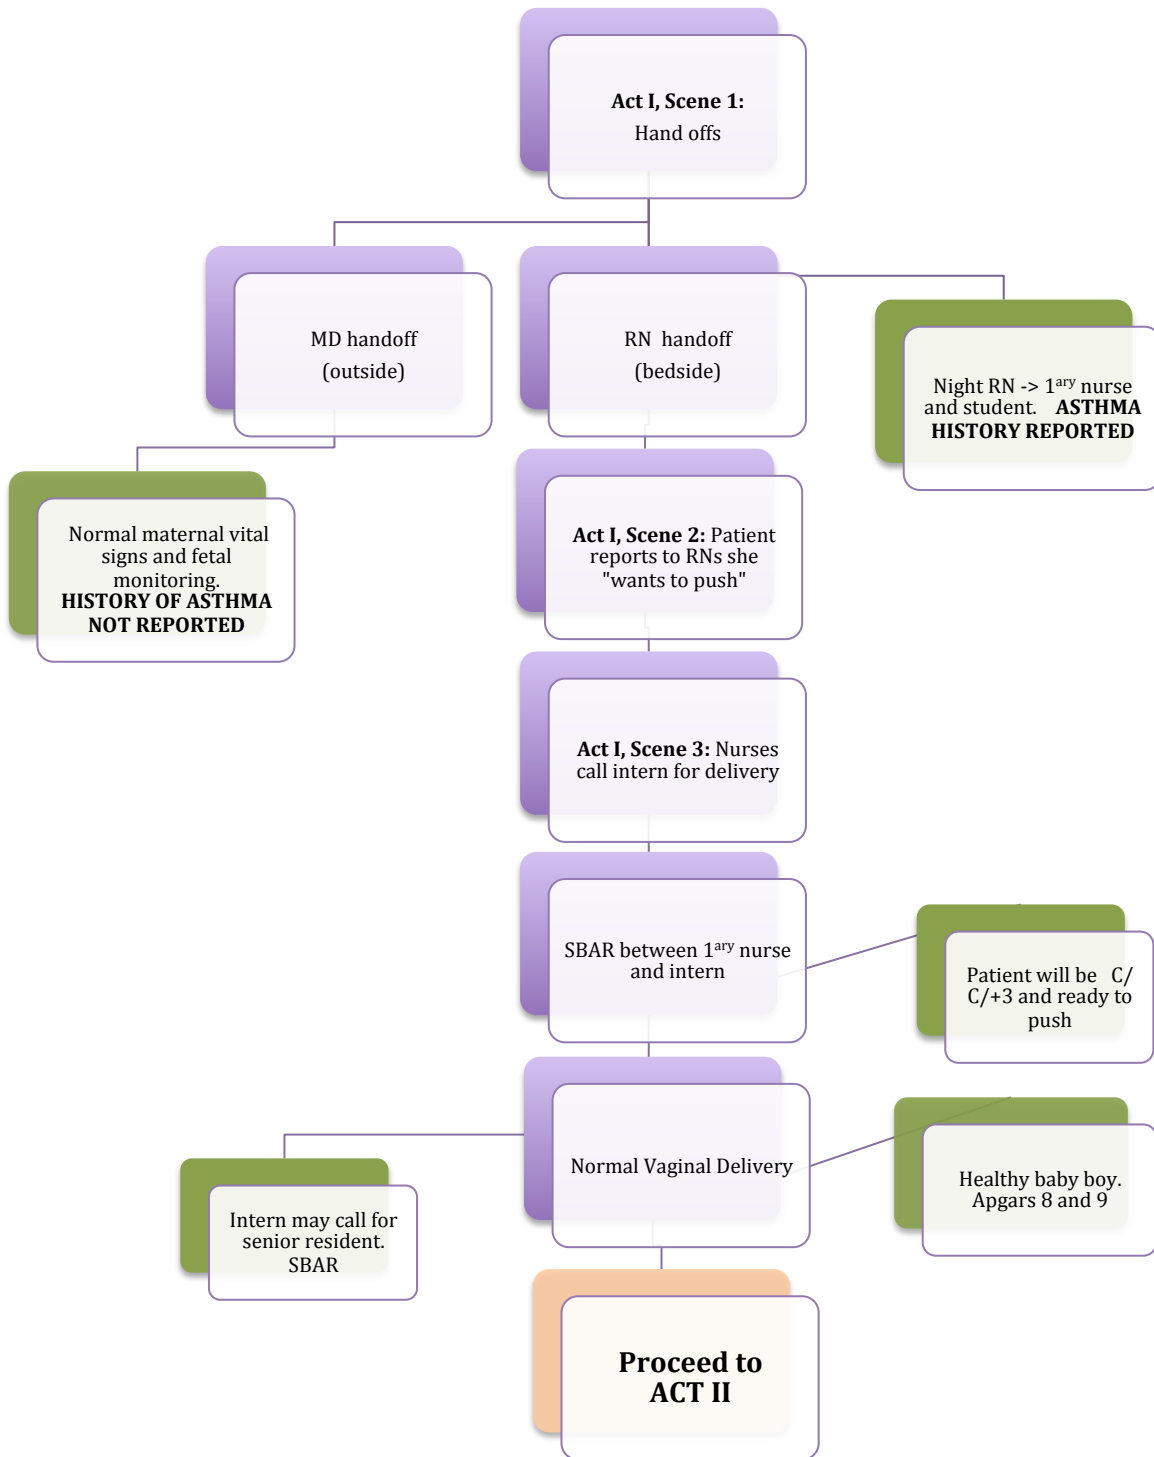 Act I, Scene 1:
Hand offs
MD handoff
(outside)
RN handoff
(bedside)
Night RN -> 1ary nurse
and student. ASTHMA
HISTORY REPORTED
Normal maternal vital
signs and fetal
monitoring.
HISTORY OF ASTHMA
NOT REPORTED
Act I, Scene 2: Patient
reports to RNs she
"wants to push"
Act I, Scene 3: Nurses
call intern for delivery
SBAR between 1ary nurse
and intern
Patient will be C/
C/+3 and ready to
push
Normal Vaginal Delivery
Healthy baby boy.
Apgars 8 and 9
Intern may call for
senior resident.
SBAR
Proceed to
ACT II